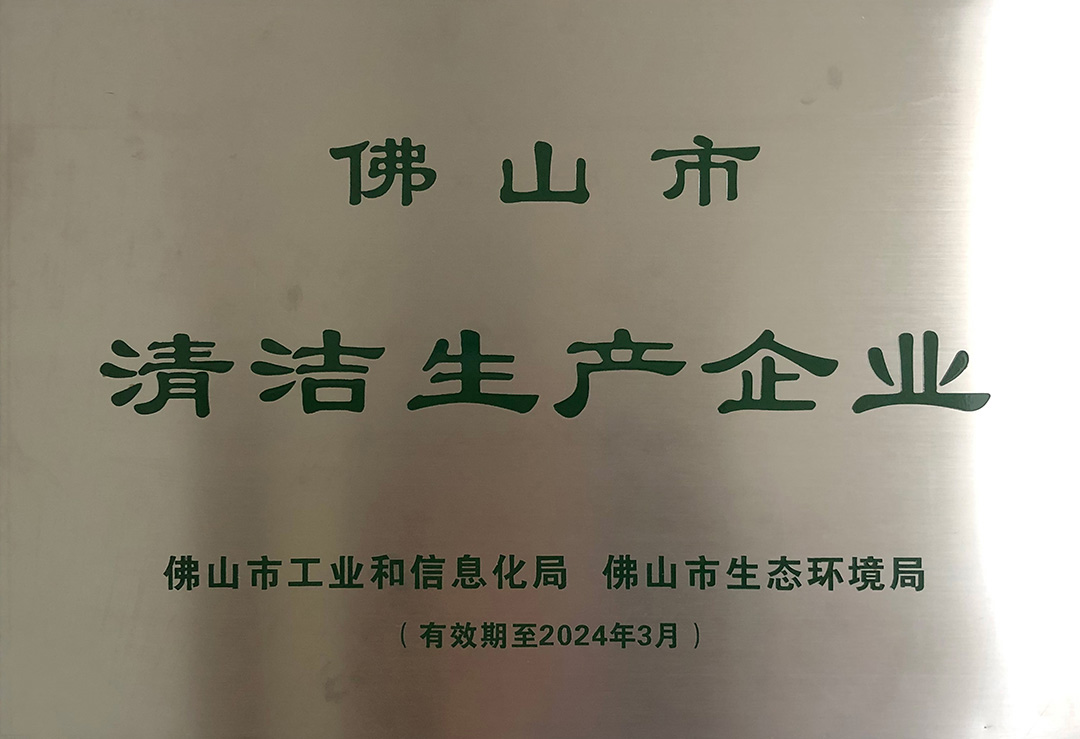 佛山市
清洁生产企业
佛山市工业和信息化局 佛山市生态环境局
（有效期至2024年3月）